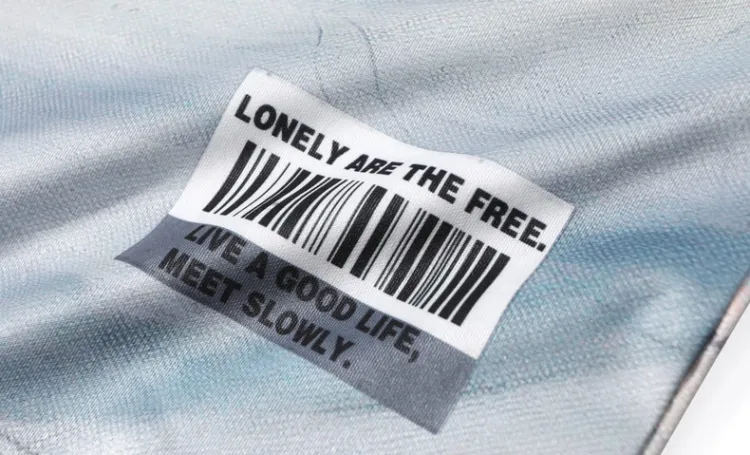 LONELY ARE THE FREE.
LIVE A GOOD LIFE,
MEET SLOWLY.